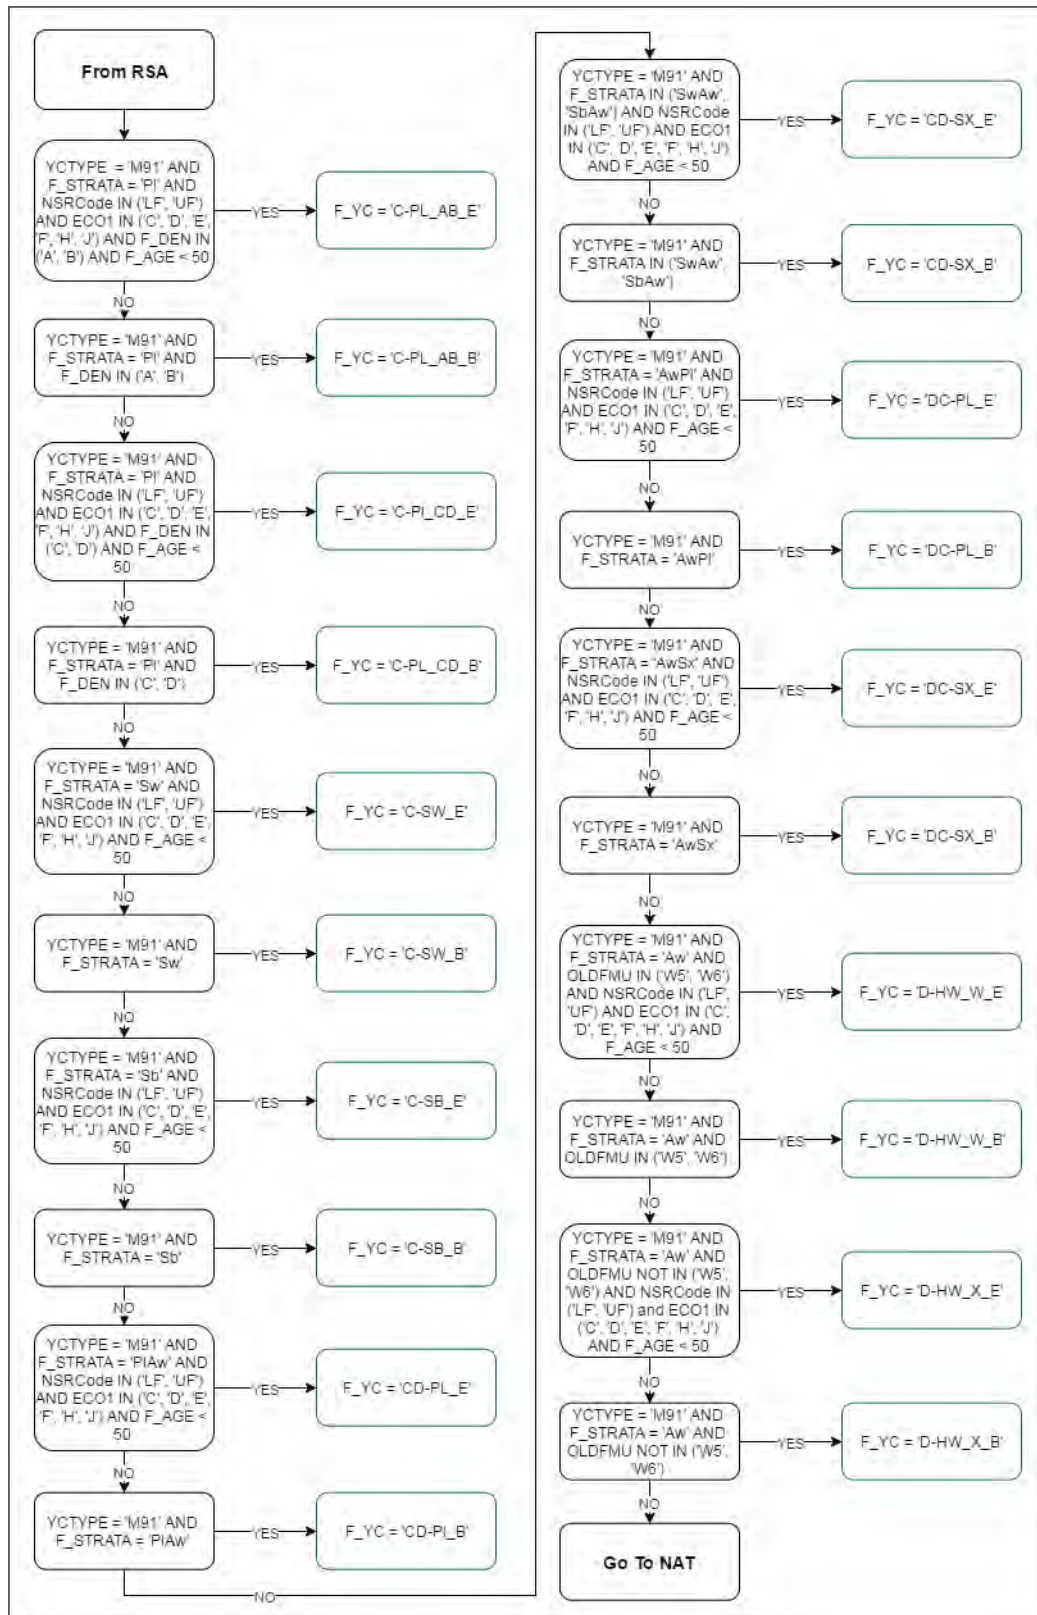 From RSA
YCTYPE = 'M91' AND
F_STRATA = 'Pl' AND
NSRCode IN ('LF', 'UF')
AND ECO1 IN ('C', 'D', 'E',
'F', 'H', 'J') AND F_DEN IN
('A', 'B') AND F_AGE < 50
YES
F_YC = 'C-PL_AB_E'
NO
YCTYPE = 'M91' AND
F_STRATA = 'Pl' AND
F_DEN IN ('A', 'B')
YES
F_YC = 'C-PL_AB_B'
NO
YCTYPE = 'M91' AND
F_STRATA = 'Pl' AND
NSRCode IN ('LF', 'UF')
AND ECO1 IN ('C', 'D', 'E',
'F', 'H', 'J') AND F_DEN IN
('C', 'D') AND F_AGE <
50
YES
F_YC = 'C-Pl_CD_E'
NO
YCTYPE = 'M91' AND
F_STRATA = 'Pl' AND
F_DEN IN ('C', 'D')
YES
F_YC = 'C-PL_CD_B'
NO
YCTYPE = 'M91' AND
F_STRATA = 'Sw' AND
NSRCode IN ('LF', 'UF')
AND ECO1 IN ('C', 'D', 'E',
'F', 'H', 'J') AND F_AGE <
50
YES
F_YC = 'C-SW_E'
NO
YCTYPE = 'M91' AND
F_STRATA = 'Sw'
YES
F_YC = 'C-SW_B'
NO
YCTYPE = 'M91' AND
F_STRATA = 'Sb' AND
NSRCode IN ('LF', 'UF')
AND ECO1 IN ('C', 'D', 'E',
'F', 'H', 'J') AND F_AGE <
50
YES
F_YC = 'C-SB_E'
NO
YCTYPE = 'M91' AND
F_STRATA = 'Sb'
YES
F_YC = 'C-SB_B'
NO
YCTYPE = 'M91' AND
F_STRATA = 'PlAw' AND
NSRCode IN ('LF', 'UF')
AND ECO1 IN ('C', 'D', 'E',
'F', 'H', 'J') AND F_AGE <
50
YES
F_YC = 'CD-PL_E'
NO
YCTYPE = 'M91' AND
F_STRATA = 'PlAw'
YES
F_YC = 'CD-Pl_B'
NO
YCTYPE = 'M91' AND
F_STRATA IN ('SwAw',
'SbAw') AND NSRCode
IN ('LF', 'UF') AND ECO1
IN ('C', 'D', 'E', 'F', 'H', 'J')
AND F_AGE < 50
YES
F_YC = 'CD-SX_E'
NO
YCTYPE = 'M91' AND
F_STRATA IN ('SwAw',
'SbAw')
YES
F_YC = 'CD-SX_B'
NO
YCTYPE = 'M91' AND
F_STRATA = 'AwPl' AND
NSRCode IN ('LF', 'UF')
AND ECO1 IN ('C', 'D', 'E',
'F', 'H', 'J') AND F_AGE <
50
YES
F_YC = 'DC-PL_E'
NO
YCTYPE = 'M91' AND
F_STRATA = 'AwPl'
YES
F_YC = 'DC-PL_B'
NO
YCTYPE = 'M91' AND
F_STRATA = 'AwSx' AND
NSRCode IN ('LF', 'UF')
AND ECO1 IN ('C', 'D', 'E',
'F', 'H', 'J') AND F_AGE <
50
YES
F_YC = 'DC-SX_E'
NO
YCTYPE = 'M91' AND
F_STRATA = 'AwSx'
YES
F_YC = 'DC-SX_B'
NO
YCTYPE = 'M91' AND
F_STRATA = 'Aw' AND
OLDFMU IN ('W5', 'W6')
AND NSRCode IN ('LF',
'UF') AND ECO1 IN ('C',
'D', 'E', 'F', 'H', 'J') AND
F_AGE < 50
YES
F_YC = 'D-HW_W_E'
NO
YCTYPE = 'M91' AND
F_STRATA = 'Aw' AND
OLDFMU IN ('W5', 'W6')
YES
F_YC = 'D-HW_W_B'
NO
YCTYPE = 'M91' AND
F_STRATA = 'Aw' AND
OLDFMU NOT IN ('W5',
'W6') AND NSRCode IN
('LF', 'UF') and ECO1 IN
('C', 'D', 'E', 'F', 'H', 'J')
AND F_AGE < 50
YES
F_YC = 'D-HW_X_E'
NO
YCTYPE = 'M91' AND
F_STRATA = 'Aw' AND
OLDFMU NOT IN ('W5',
'W6')
YES
F_YC = 'D-HW_X_B'
NO
Go To NAT